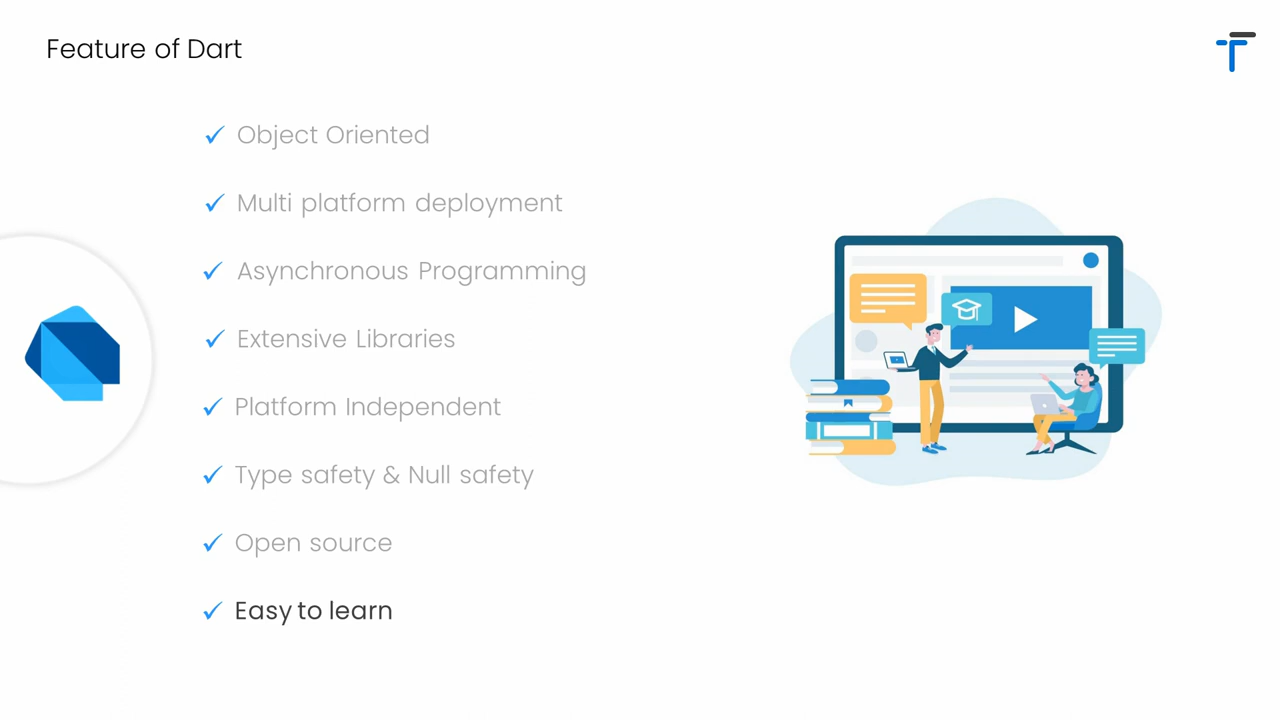 Feature of Dart
Object Oriented
Multi platform deployment
Asynchronous Programming
Extensive Libraries
Platform Independent
Type safety & Null safety
Open source
Easy to learn